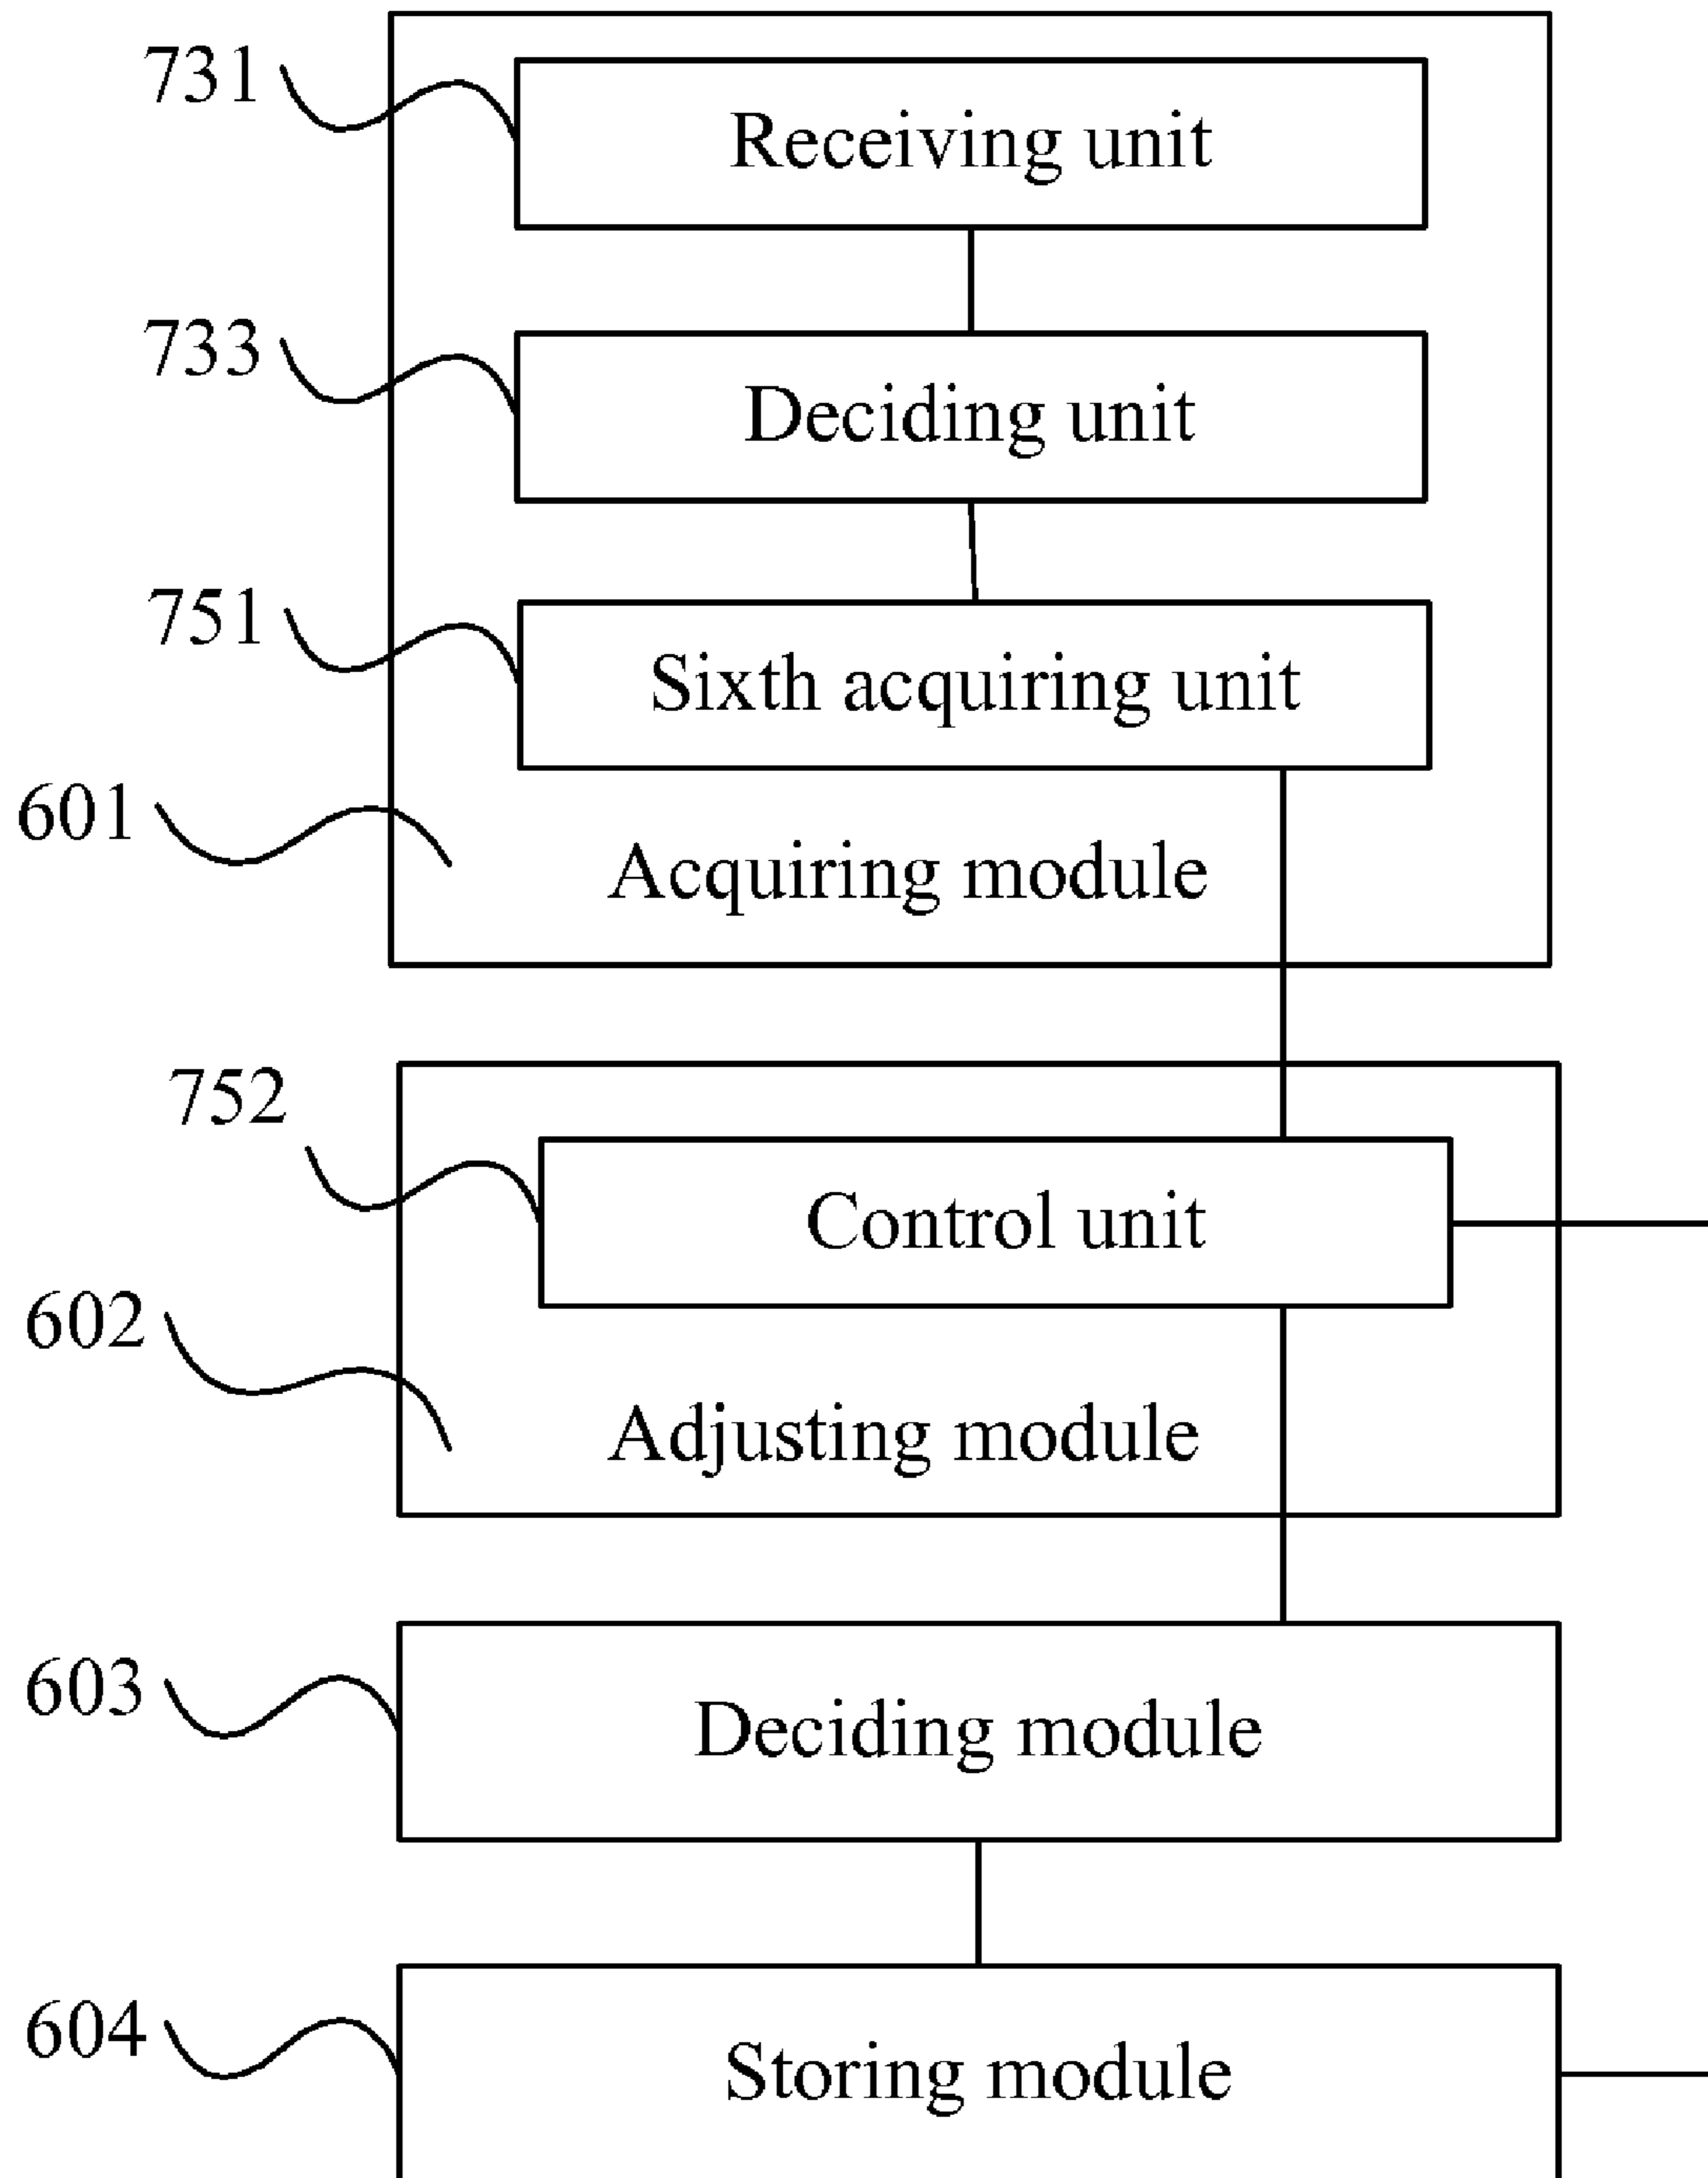 731
Receiving unit
733
Deciding unit
751
Sixth acquiring unit
601
Acquiring module
752
Control unit
602
Adjusting module
603
Deciding module
604
Storing module